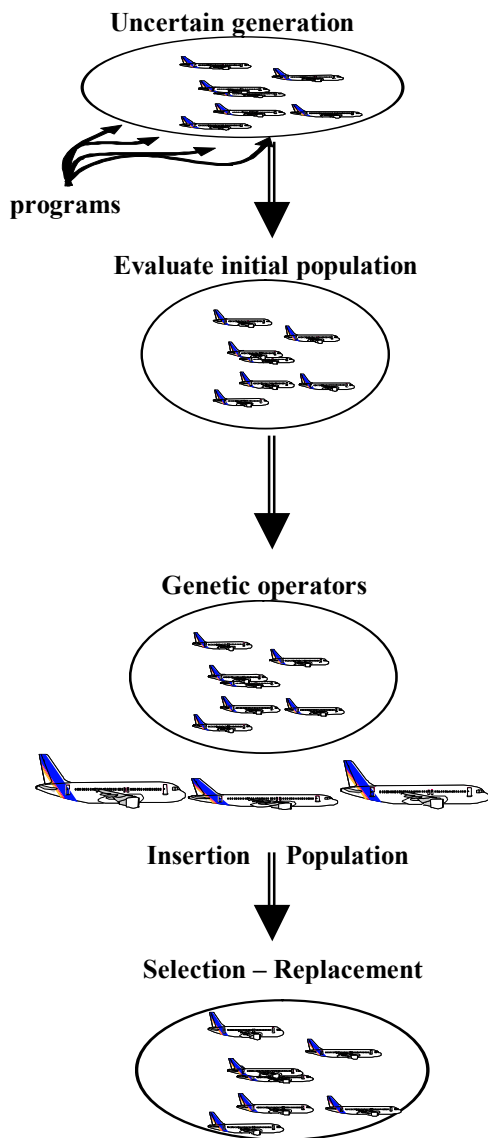 Uncertain generation
programs
Evaluate initial population
Genetic operators
Insertion Population
Selection – Replacement